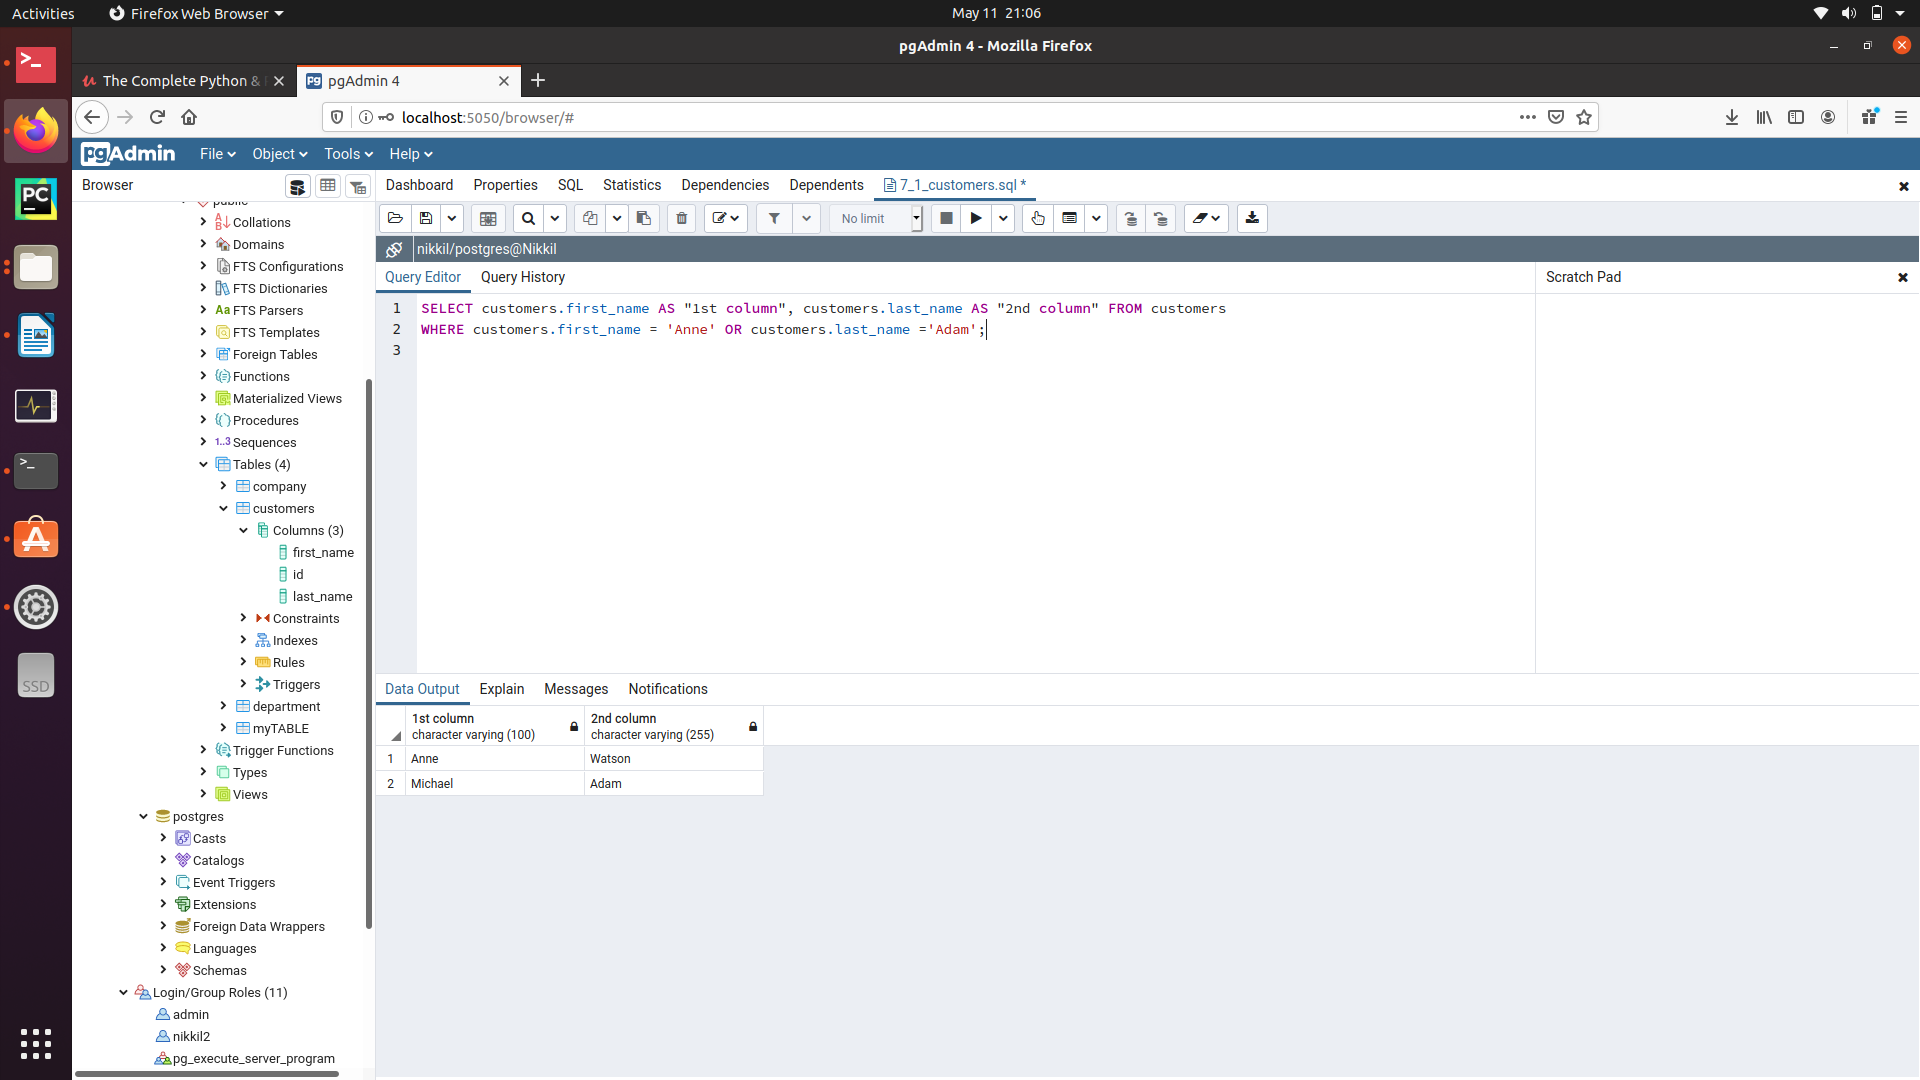 Activities
Firefox Web Browser
May 11 21:06
pgAdmin 4 - Mozilla Firefox
The Complete Python &
pgAdmin 4
localhost:5050/browser/#
pgAdmin
File
Object
Tools
Help
Browser
Dashboard
Properties
SQL
Statistics
Dependencies
Dependents
7_1_customers.sql *
No limit
nikkil/postgres@Nikkil
Query Editor
Query History
Scratch Pad
1 SELECT customers.first_name AS "1st column", customers.last_name AS "2nd column" FROM customers
2 WHERE customers.first_name = 'Anne' OR customers.last_name ='Adam';
3
public
Collations
Domains
FTS Configurations
FTS Dictionaries
Aa FTS Parsers
FTS Templates
Foreign Tables
Functions
Materialized Views
Procedures
1..3 Sequences
Tables (4)
company
customers
Columns (3)
first_name
id
last_name
Constraints
Indexes
Rules
Triggers
department
myTABLE
Trigger Functions
Types
Views
postgres
Casts
Catalogs
Event Triggers
Extensions
Foreign Data Wrappers
Languages
Schemas
Login/Group Roles (11)
admin
nikkil2
pg_execute_server_program
Data Output
Explain
Messages
Notifications
1st column
character varying (100)
2nd column
character varying (255)
1 Anne Watson
2 Michael Adam
PC
SSD